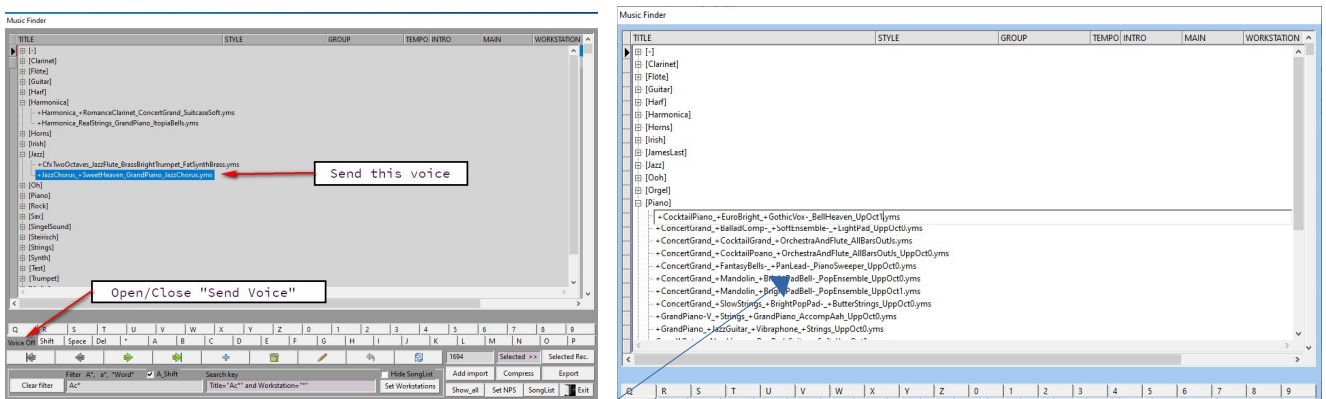 Music Finder
TITLE STYLE GROUP TEMPO INTRO MAIN WORKSTATION
[-]
[Clarinet]
[Flöte]
[Guitar]
[Harf]
[Harmoniica]
+Harmonica_+RomanceClarinet_ConcertGrand_SuitcaseSoft.yms
+Harmonica_RealStrings_GrandPiano_ItopiaBells.yms
[Horns]
[Irish]
[Jazz]
+CfxTwoOctaves_JazzFlute_BrassBrightTrumpet_FatSynthBrass.yms
+JazzChorus_+SweetHeaven_GrandPiano_JazzChorus.yms
Send this voice
[Oh]
[Piano]
[Rock]
[Sax]
[SingelSound]
[Steirisch]
[Strings]
[Synth]
[Test]
[Trumpet]
Open/Close "Send Voice"
Q R S T U V W X Y Z 0 1 2 3 4 5 6 7 8 9
Voice Off Shift Space Del * A B C D E F G H I J K L M N O P
1694 Selected >> Selected Rec.
Filter A*, a*, "Word" A_Shift Search key Hide SongList Add import Compress Export
Clear filter Ac* Title="Ac*" and Workstation="*" Set Workstations Show_all Set NPS SongList Exit
Music Finder
TITLE STYLE GROUP TEMPO INTRO MAIN WORKSTATION
[-]
[Clarinet]
[Flöte]
[Guitar]
[Harf]
[Harmonica]
[Horns]
[Irish]
[JamesLast]
[Jazz]
[Ooh]
[Orgel]
[Piano]
+CocktailPiano_+EuroBright_+GothicVox-_BellHeaven_UpOct1.yms
+ConcertGrand_+BalladComp-_+SoftEnsemble-_+LightPad_UppOct0.yms
+ConcertGrand_+CocktailGrand_+OrchestraAndFlute_AllBarsOutJs.yms
+ConcertGrand_+CocktailPoano_+OrchestraAndFlute_AllBarsOutJs_UppOct0.yms
+ConcertGrand_+FantasyBells-_+PanLead-_PianoSweeper_UppOct0.yms
+ConcertGrand_+Mandolin_+BrightPadBell-_PopEnsemble_UppOct0.yms
+ConcertGrand_+Mandolin_+BrightPadBell-_PopEnsemble_UppOct1.yms
+ConcertGrand_+SlowStrings_+BrightPopPad-_+ButterStrings_UppOct0.yms
+GrandPiano-V_+Strings_+GrandPiano_AccompAah_UppOct0.yms
+GrandPiano_+JazzGuitar_+Vibraphone_+Strings_UppOct0.yms
Q R S T U V W X Y Z 0 1 2 3 4 5 6 7 8 9